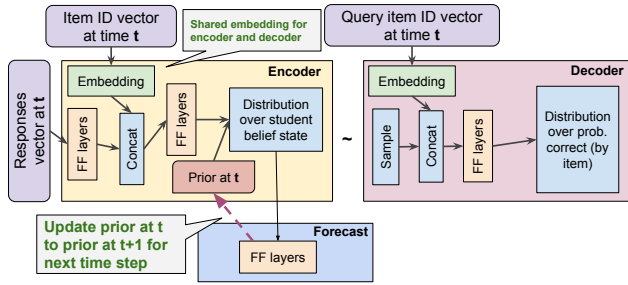 Item ID vector
at time t
Shared embedding for
encoder and decoder
Query item ID vector
at time t
Responses
vector at t
Encoder
Embedding
FF layers
Concat
FF layers
Distribution
over student
belief state
Prior at t
~
Decoder
Embedding
Sample
Concat
FF layers
Distribution
over prob.
correct (by
item)
Update prior at t
to prior at t+1 for
next time step
Forecast
FF layers